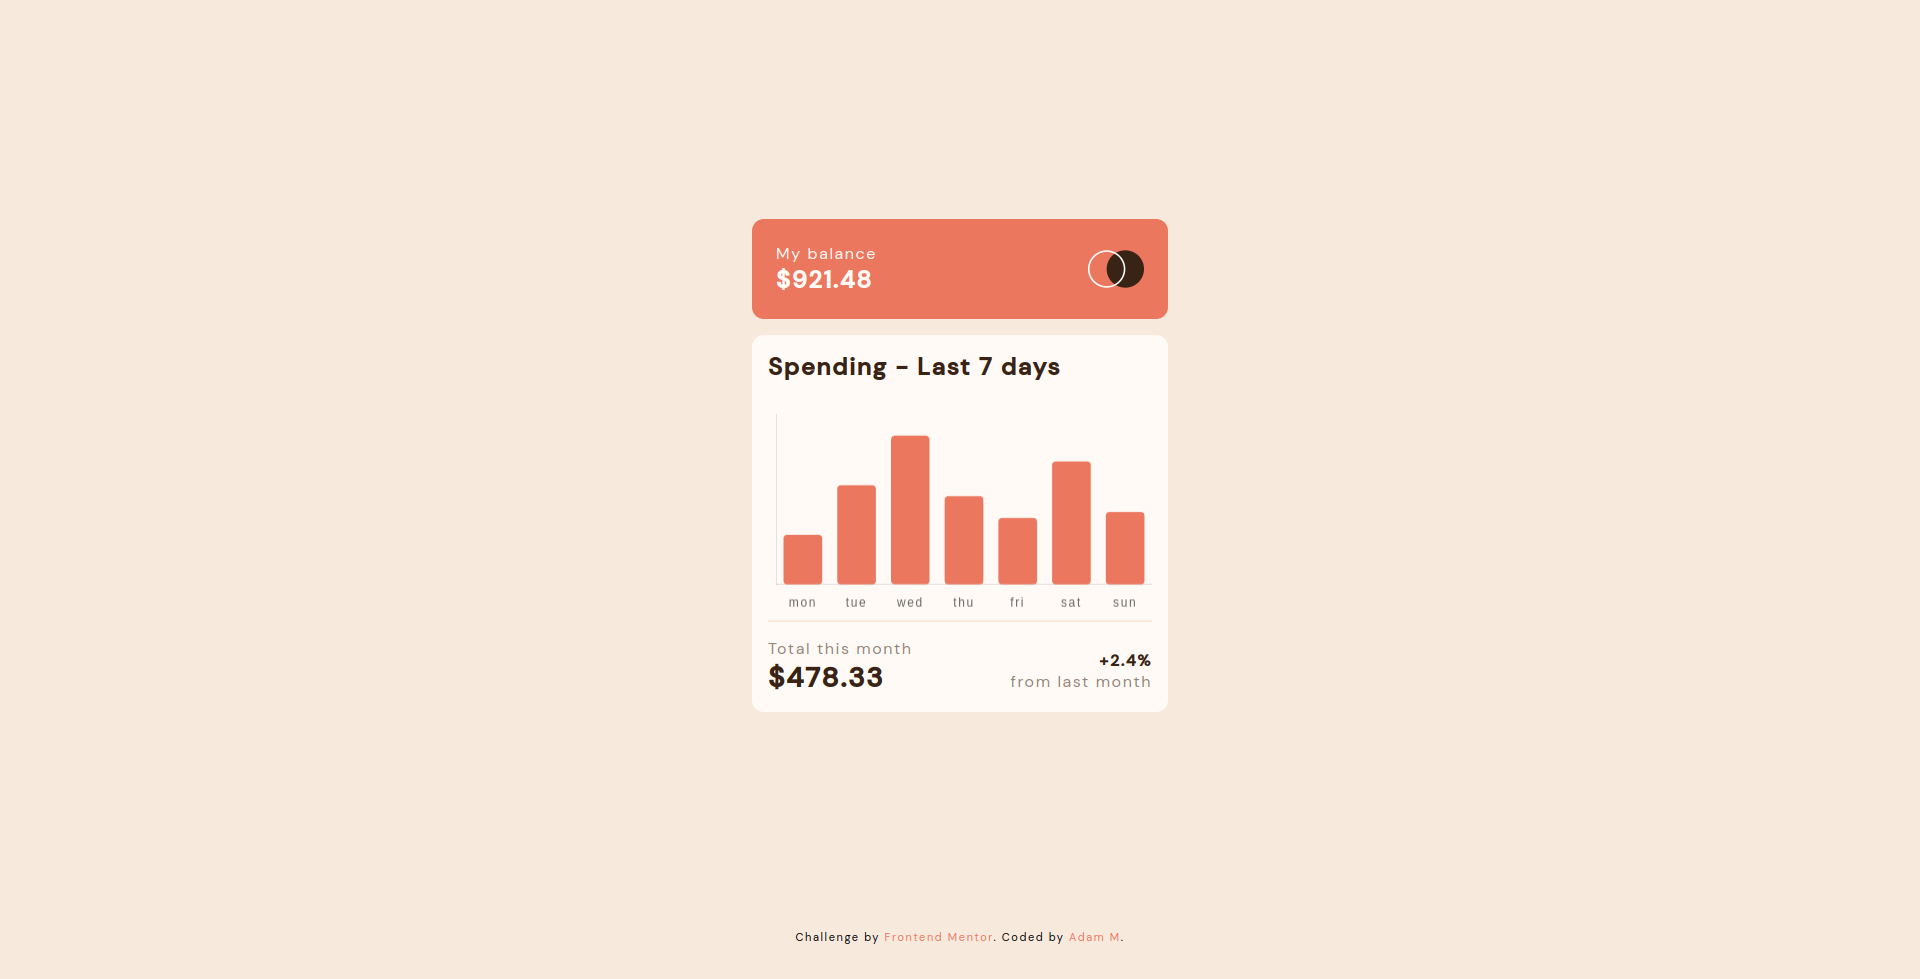 My balance
$921.48
Spending - Last 7 days
mon tue wed thu fri sat sun
Total this month
$478.33
+2.4%
from last month
Challenge by Frontend Mentor. Coded by Adam M.